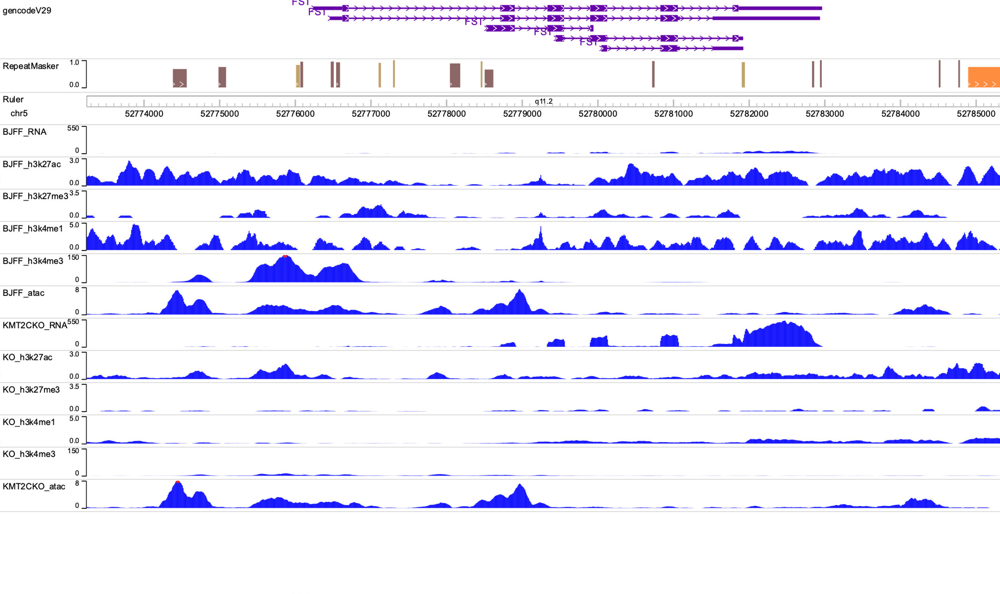 FST
gencodeV29
FST
FST
FST
FST
RepeatMasker
1.0
0.0
Ruler
q11.2
chr5
52774000 52775000 52776000 52777000 52778000 52779000 52780000 52781000 52782000 52783000 52784000 52785000
BJFF_RNA
550
0
BJFF_h3k27ac
3.0
0.0
BJFF_h3k27me3
3.5
0.0
BJFF_h3k4me1
5.0
0.0
BJFF_h3k4me3
150
0
BJFF_atac
8
0
KMT2CKO_RNA
550
0
KO_h3k27ac
3.0
0.0
KO_h3k27me3
3.5
0.0
KO_h3k4me1
5.0
0.0
KO_h3k4me3
150
0
KMT2CKO_atac
8
0